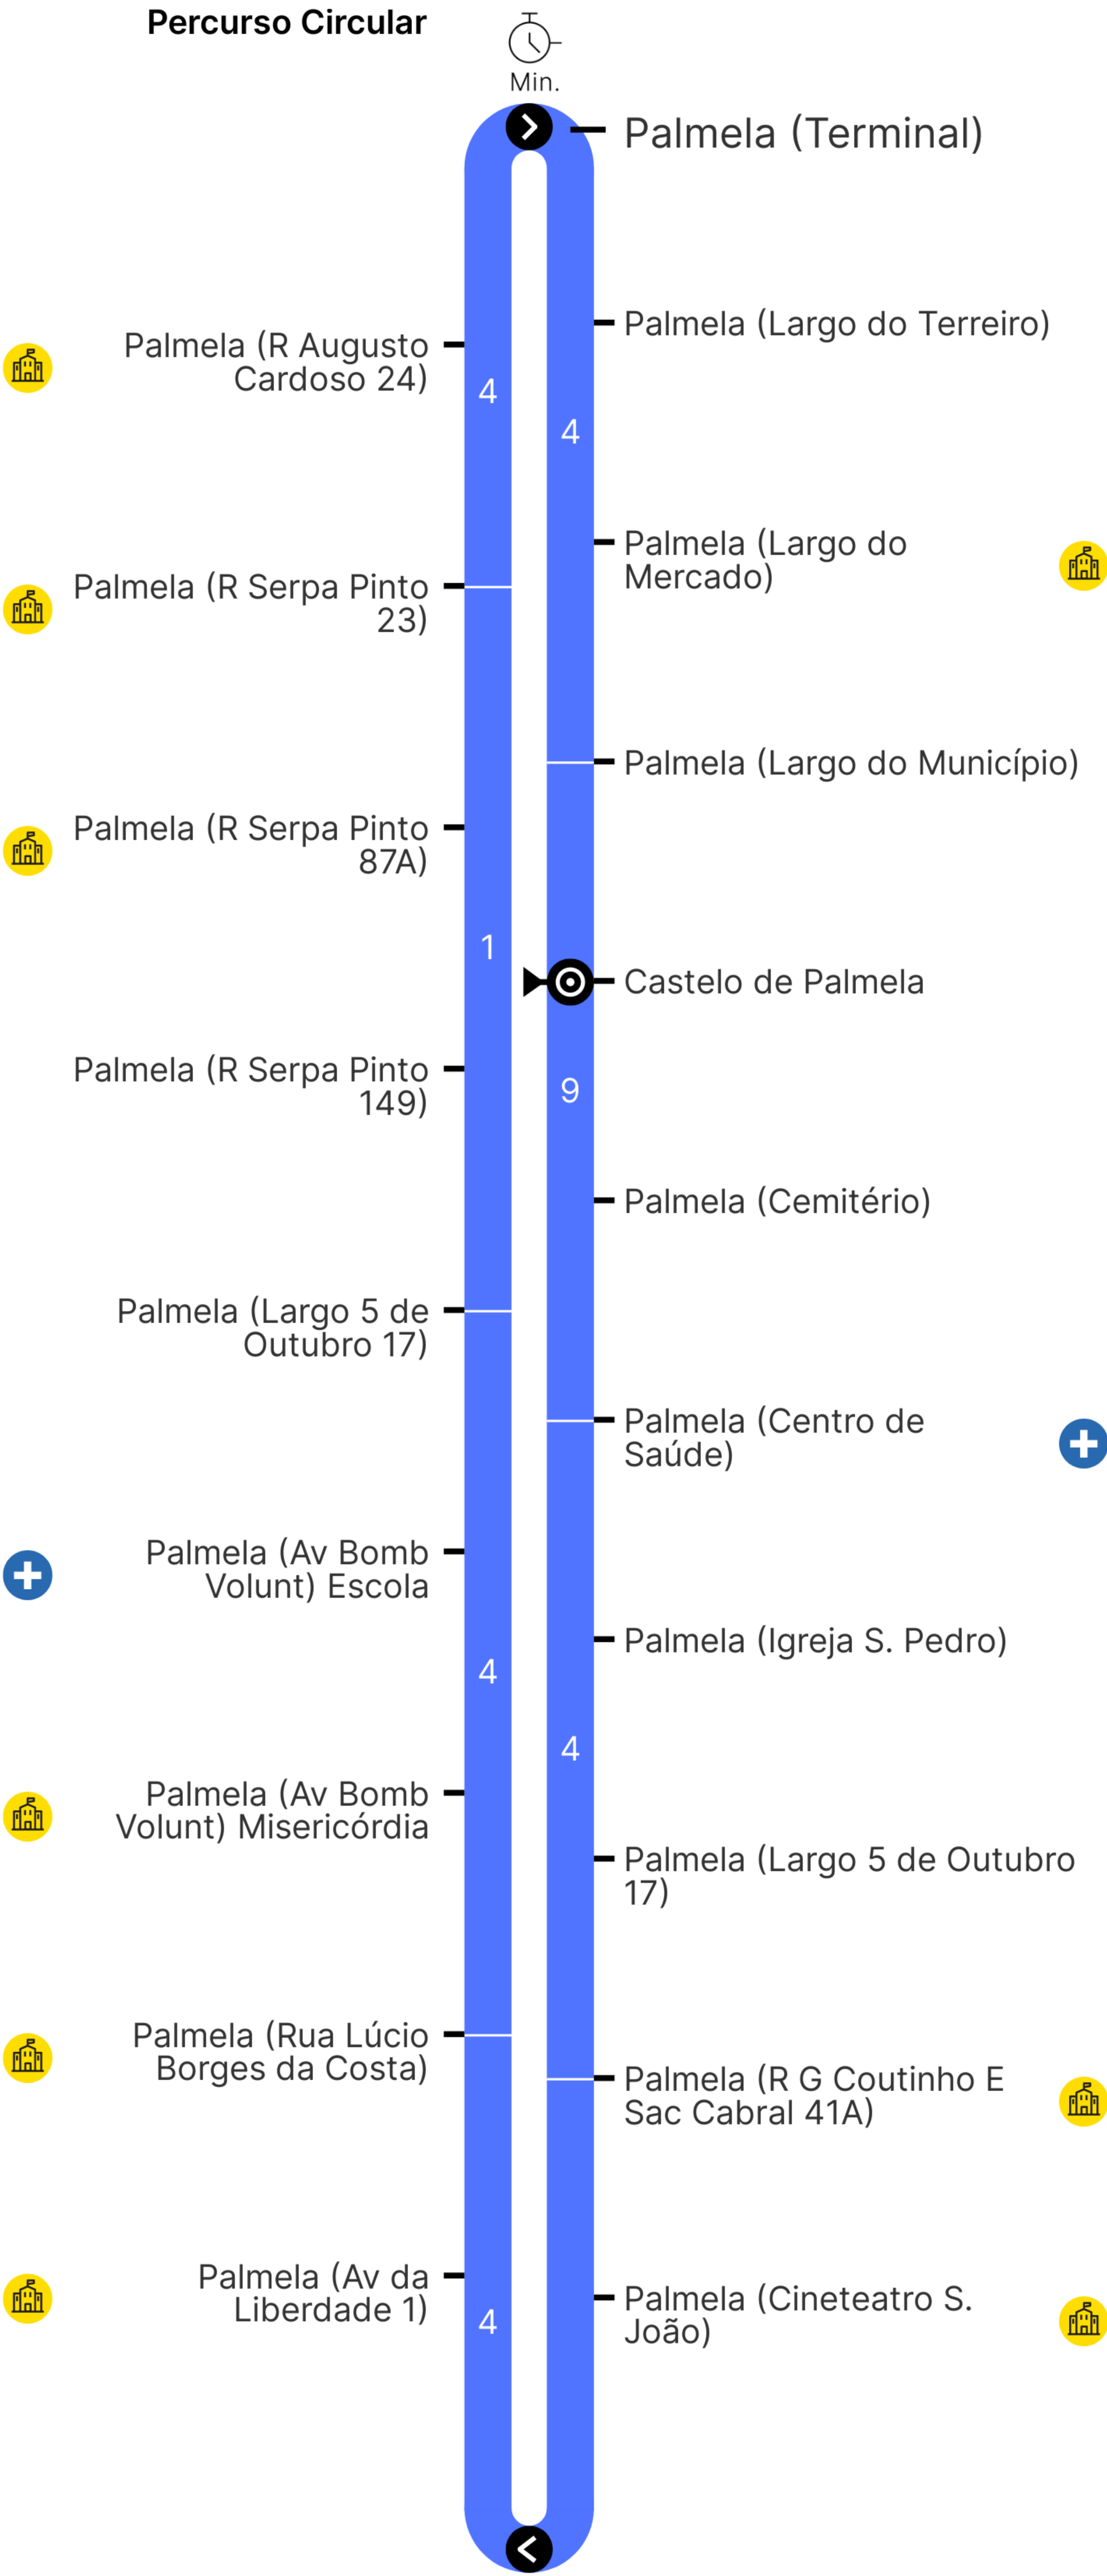 Percurso Circular
Min.
Palmela (Terminal)
Palmela (Largo do Terreiro)
4
Palmela (Largo do
Mercado)
Palmela (Largo do Município)
Castelo de Palmela
9
Palmela (Cemitério)
Palmela (Centro de
Saúde)
Palmela (Igreja S. Pedro)
4
Palmela (Largo 5 de Outubro
17)
Palmela (R G Coutinho E
Sac Cabral 41A)
Palmela (Cineteatro S.
João)
Palmela (R Augusto
Cardoso 24)
4
Palmela (R Serpa Pinto
23)
Palmela (R Serpa Pinto
87A)
1
Palmela (R Serpa Pinto
149)
Palmela (Largo 5 de
Outubro 17)
Palmela (Av Bomb
Volunt) Escola
4
Palmela (Av Bomb
Volunt) Misericórdia
Palmela (Rua Lúcio
Borges da Costa)
Palmela (Av da
Liberdade 1)
4